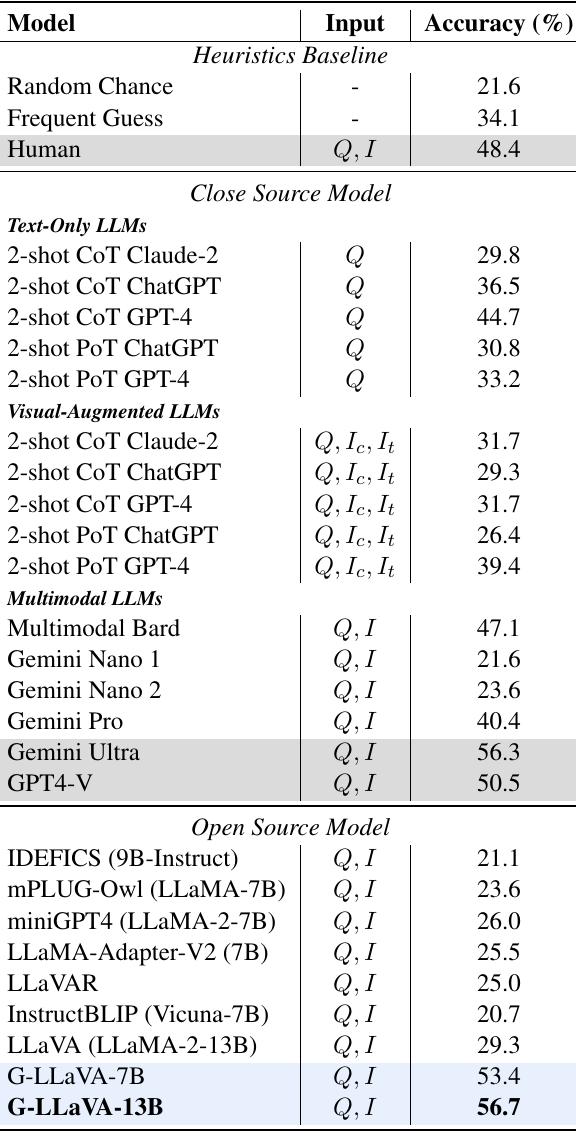 Model Input Accuracy (%)
Heuristics Baseline
Random Chance - 21.6
Frequent Guess - 34.1
Human Q, I 48.4
Close Source Model
Text-Only LLMs
2-shot CoT Claude-2 Q 29.8
2-shot CoT ChatGPT Q 36.5
2-shot CoT GPT-4 Q 44.7
2-shot PoT ChatGPT Q 30.8
2-shot PoT GPT-4 Q 33.2
Visual-Augmented LLMs
2-shot CoT Claude-2 Q, I_c, I_t 31.7
2-shot CoT ChatGPT Q, I_c, I_t 29.3
2-shot CoT GPT-4 Q, I_c, I_t 31.7
2-shot PoT ChatGPT Q, I_c, I_t 26.4
2-shot PoT GPT-4 Q, I_c, I_t 39.4
Multimodal LLMs
Multimodal Bard Q, I 47.1
Gemini Nano 1 Q, I 21.6
Gemini Nano 2 Q, I 23.6
Gemini Pro Q, I 40.4
Gemini Ultra Q, I 56.3
GPT4-V Q, I 50.5
Open Source Model
IDEFICS (9B-Instruct) Q, I 21.1
mPLUG-Owl (LLaMA-7B) Q, I 23.6
miniGPT4 (LLaMA-2-7B) Q, I 26.0
LLaMA-Adapter-V2 (7B) Q, I 25.5
LLaVAR Q, I 25.0
InstructBLIP (Vicuna-7B) Q, I 20.7
LLaVA (LLaMA-2-13B) Q, I 29.3
G-LLaVA-7B Q, I 53.4
G-LLaVA-13B Q, I 56.7